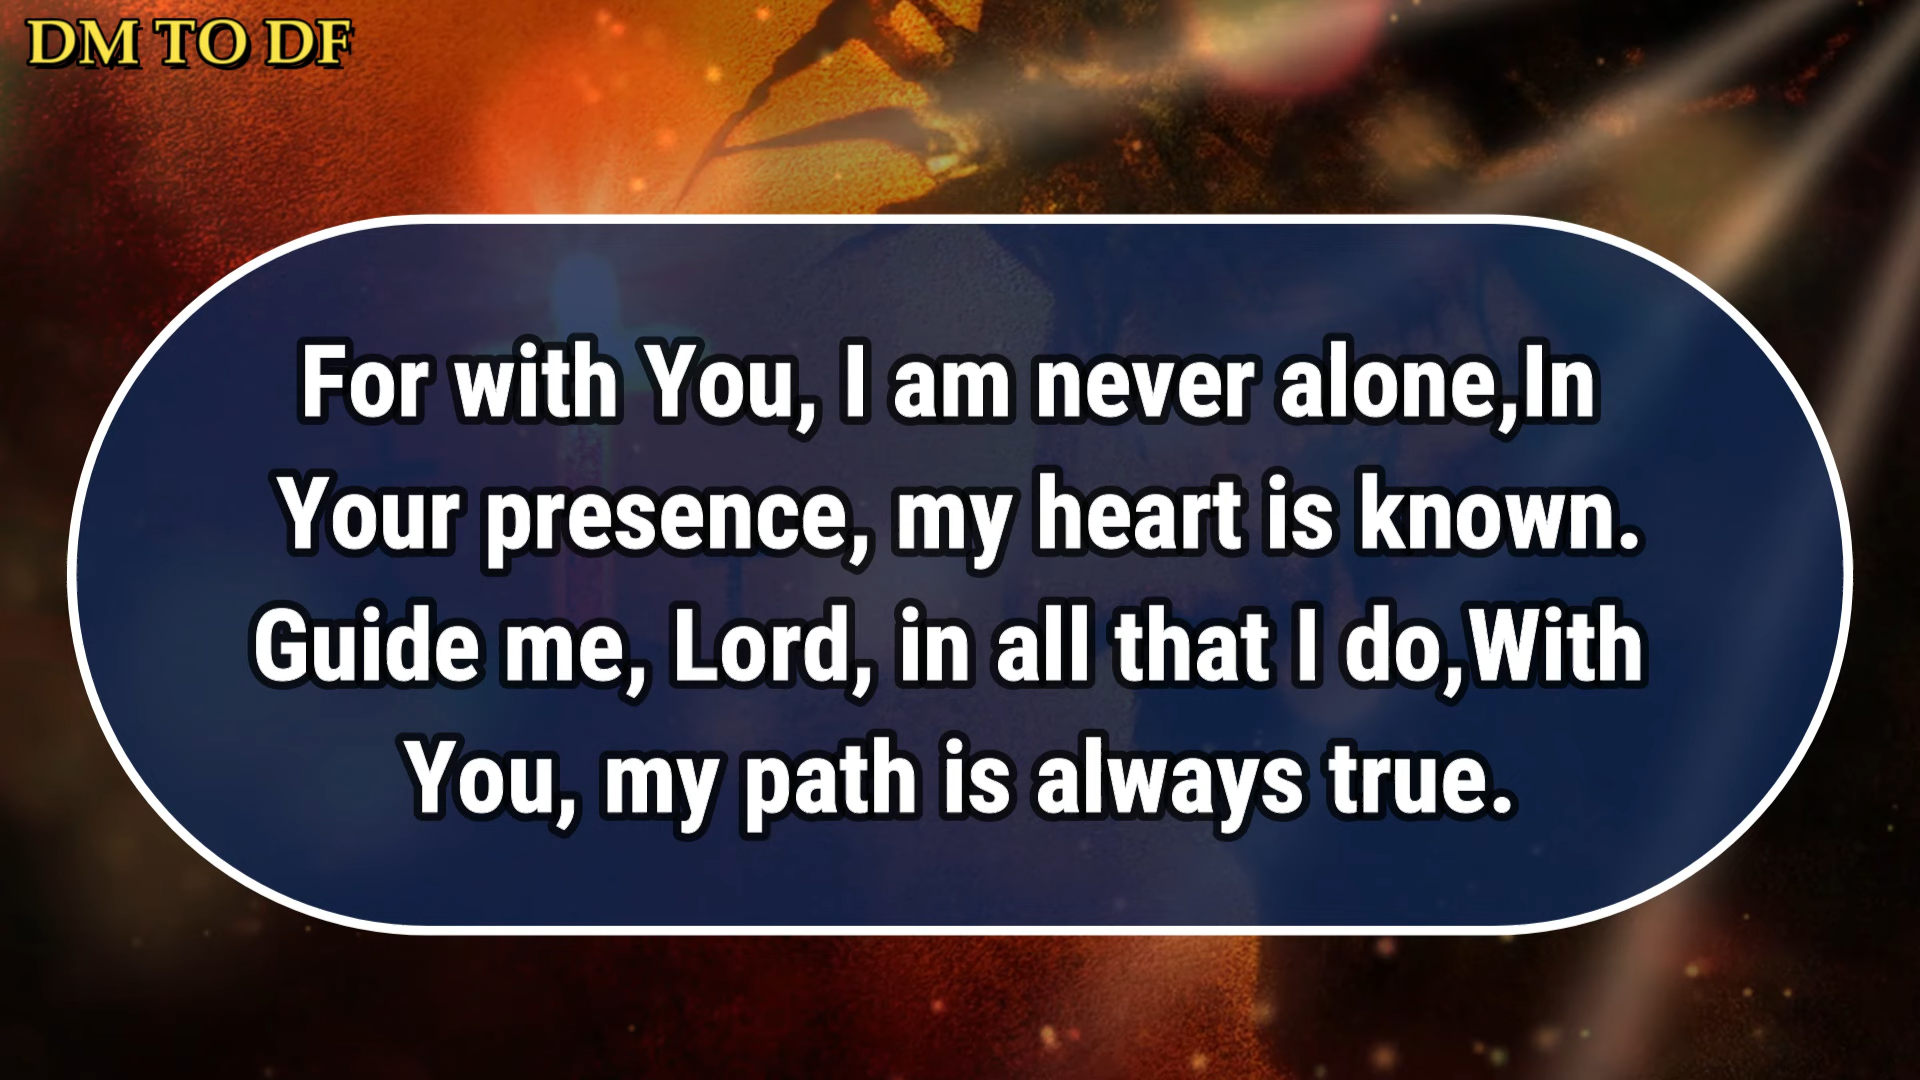 DM TO DF
For with You, I am never alone,In
Your presence, my heart is known.
Guide me, Lord, in all that I do,With
You, my path is always true.